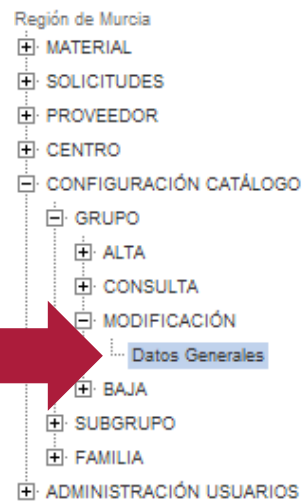 Región de Murcia
MATERIAL
SOLICITUDES
PROVEEDOR
CENTRO
CONFIGURACIÓN CATÁLOGO
GRUPO
ALTA
CONSULTA
MODIFICACIÓN
Datos Generales
BAJA
SUBGRUPO
FAMILIA
ADMINISTRACIÓN USUARIOS